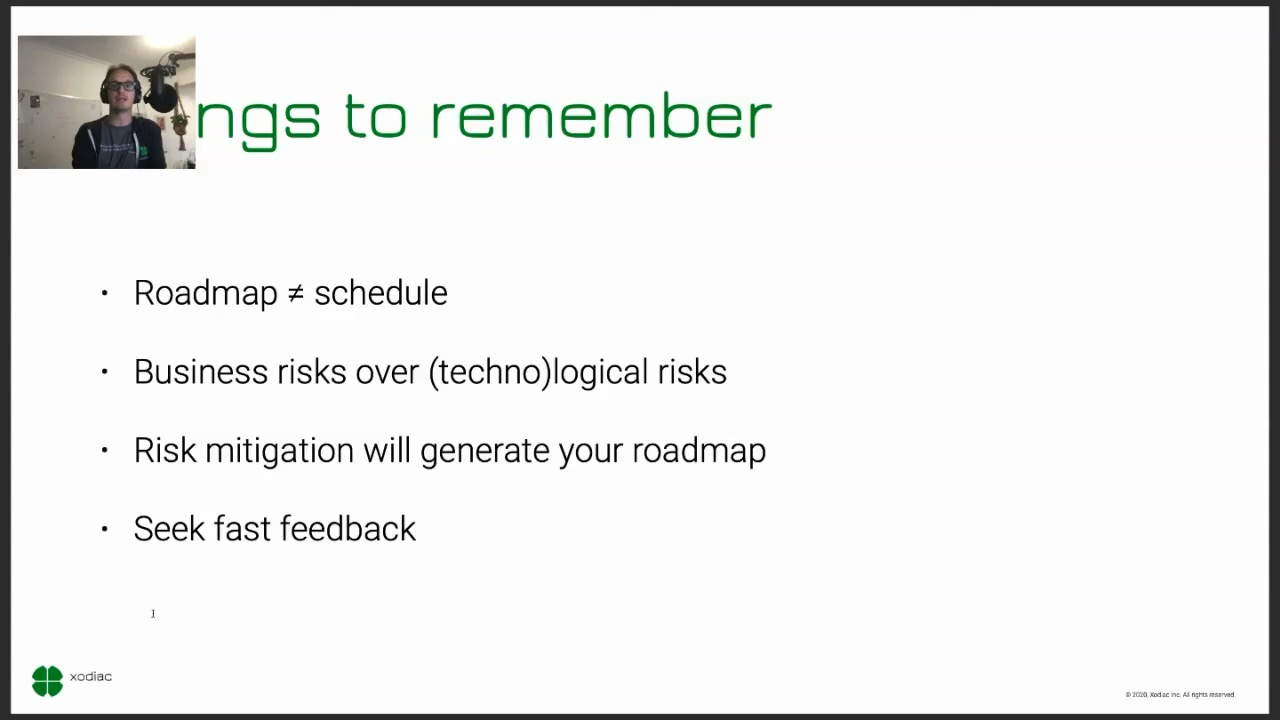 ngs to remember
Roadmap ≠ schedule
Business risks over (techno)logical risks
Risk mitigation will generate your roadmap
Seek fast feedback
xodiac
© 2020, Xodiac Inc. All rights reserved